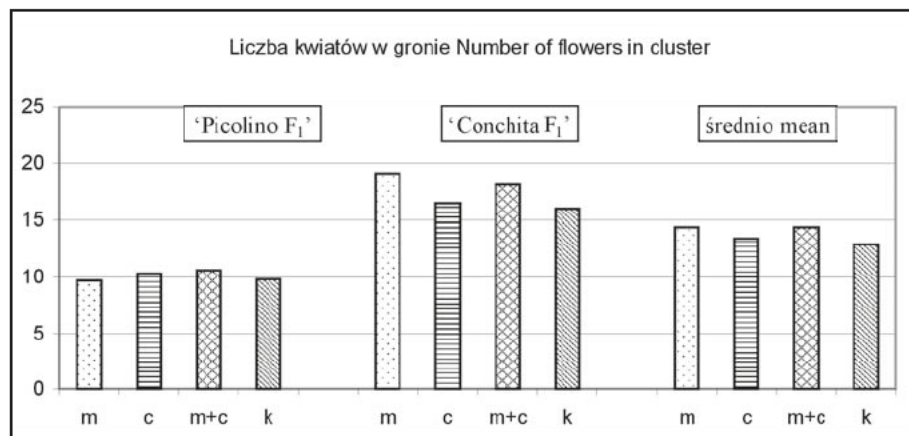 Liczba kwiatów w gronie Number of flowers in cluster
25
20
15
10
5
0
‘Picolino F₁’
‘Conchita F₁’
średnio mean
m c m+c k m c m+c k m c m+c k